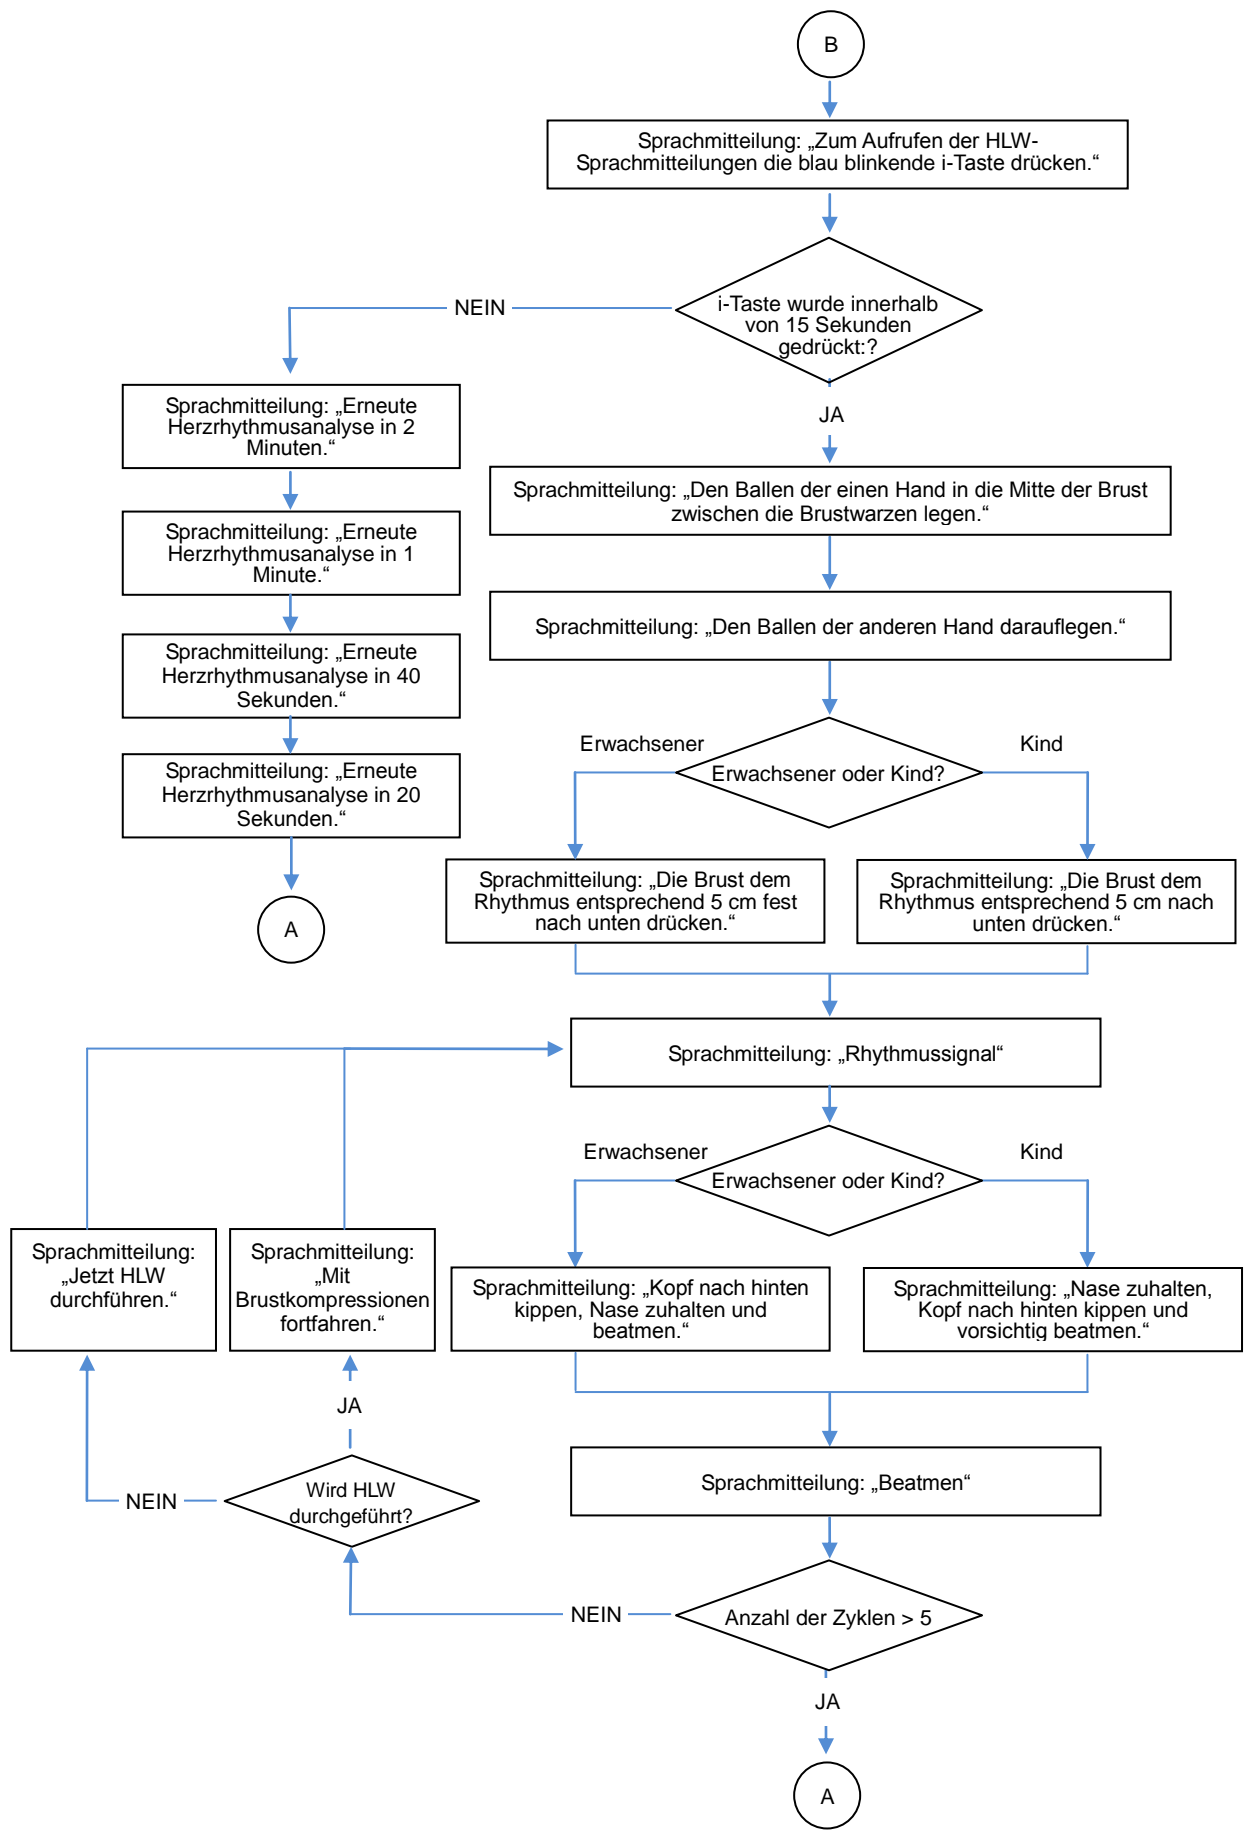 B
Sprachmitteilung: „Zum Aufrufen der HLW-
Sprachmitteilungen die blau blinkende i-Taste drücken.“
i-Taste wurde innerhalb
von 15 Sekunden
gedrückt:?
NEIN
JA
Sprachmitteilung: „Erneute
Herzrhythmusanalyse in 2
Minuten.“
Sprachmitteilung: „Erneute
Herzrhythmusanalyse in 1
Minute.“
Sprachmitteilung: „Erneute
Herzrhythmusanalyse in 40
Sekunden.“
Sprachmitteilung: „Erneute
Herzrhythmusanalyse in 20
Sekunden.“
A
Sprachmitteilung: „Den Ballen der einen Hand in die Mitte der Brust
zwischen die Brustwarzen legen.“
Sprachmitteilung: „Den Ballen der anderen Hand darauflegen.“
Erwachsener
Kind
Erwachsener oder Kind?
Sprachmitteilung: „Die Brust dem
Rhythmus entsprechend 5 cm fest
nach unten drücken.“
Sprachmitteilung: „Die Brust dem
Rhythmus entsprechend 5 cm nach
unten drücken.“
Sprachmitteilung: „Rhythmussignal“
Erwachsener
Kind
Erwachsener oder Kind?
Sprachmitteilung: „Kopf nach hinten
kippen, Nase zuhalten und
beatmen.“
Sprachmitteilung: „Nase zuhalten,
Kopf nach hinten kippen und
vorsichtig beatmen.“
Sprachmitteilung:
„Jetzt HLW
durchführen.“
Sprachmitteilung:
„Mit
Brustkompressionen
fortfahren.“
JA
Wird HLW
durchgeführt?
NEIN
Sprachmitteilung: „Beatmen“
Anzahl der Zyklen > 5
NEIN
JA
A